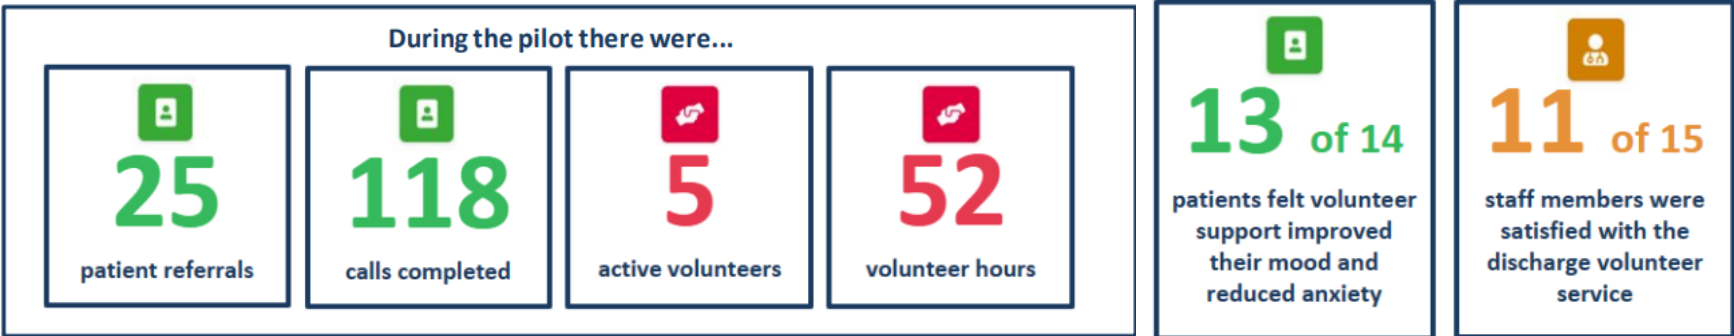 During the pilot there were...
25
patient referrals
118
calls completed
5
active volunteers
52
volunteer hours
13 of 14
patients felt volunteer
support improved
their mood and
reduced anxiety
11 of 15
staff members were
satisfied with the
discharge volunteer
service